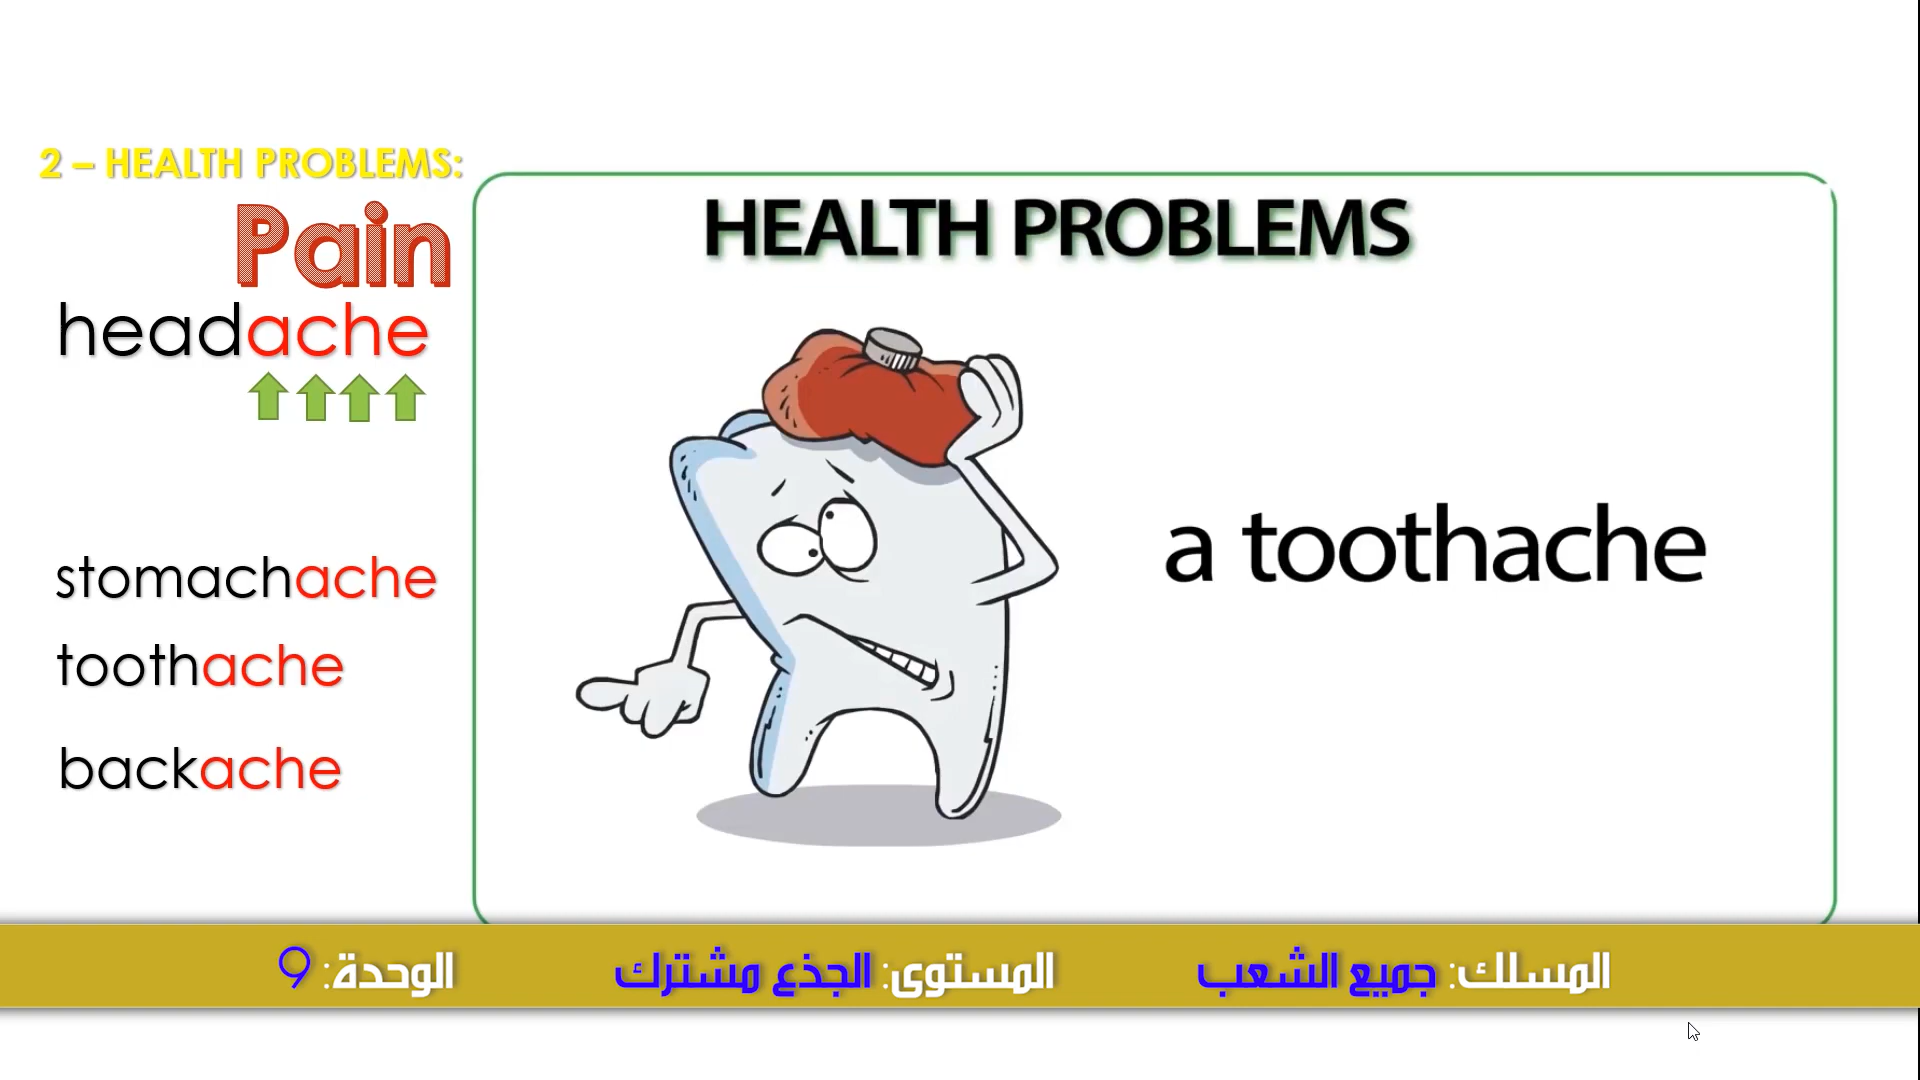 2 – HEALTH PROBLEMS:
Pain
headache
stomachache
toothache
backache
HEALTH PROBLEMS
a toothache
المسلك: جميع الشعب
المستوى: الجذع مشترك
الوحدة: 9